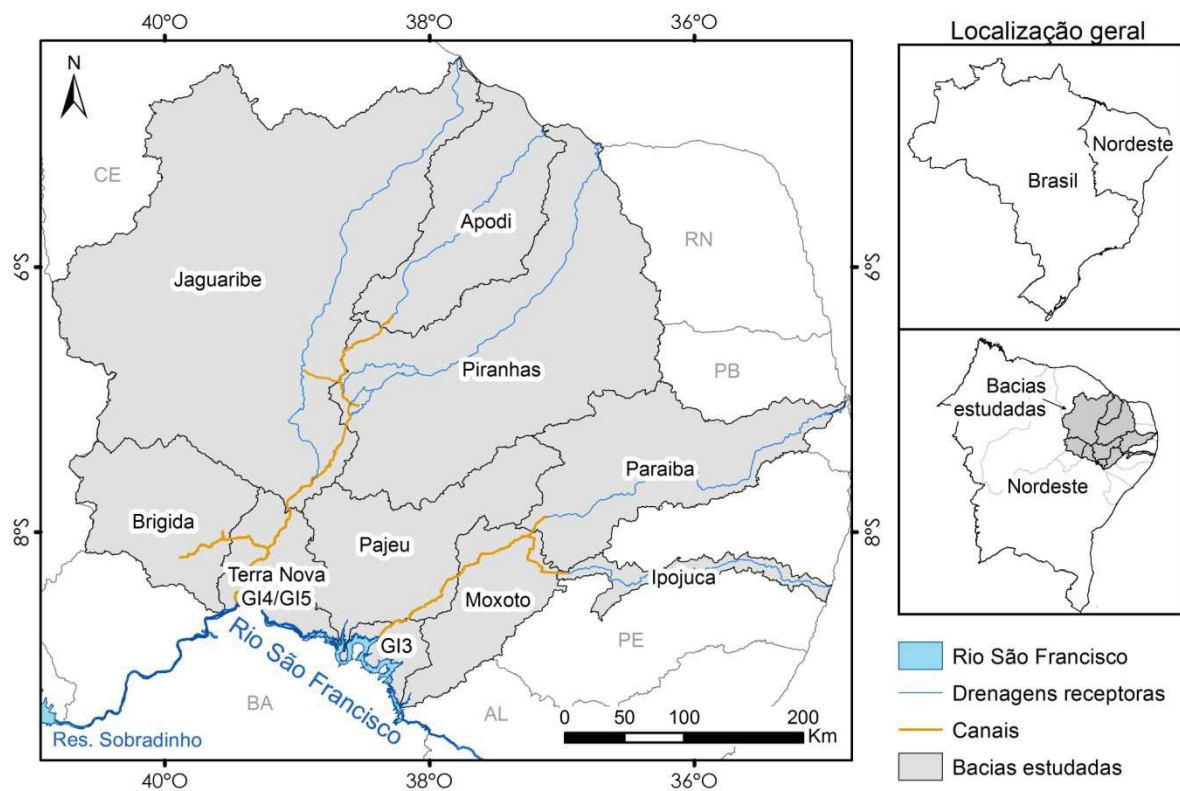 40°O
38°O
36°O
N
CE
Apodi
RN
6°S
6°S
Jaguaribe
Piranhas
PB
Paraiba
Brigida
8°S
8°S
Pajeu
Terra Nova
GI4/GI5
Moxoto
Ipojuca
GI3
PE
Rio São Francisco
BA
AL
Res. Sobradinho
0 50 100 200
Km
40°O
38°O
36°O
Localização geral
Nordeste
Brasil
Bacias
estudadas
Nordeste
Rio São Francisco
Drenagens receptoras
Canais
Bacias estudadas